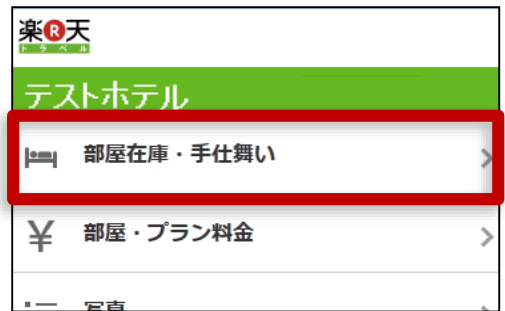 楽R天
トラベル
テストホテル
部屋在庫・手仕舞い
¥ 部屋・プラン料金
写真